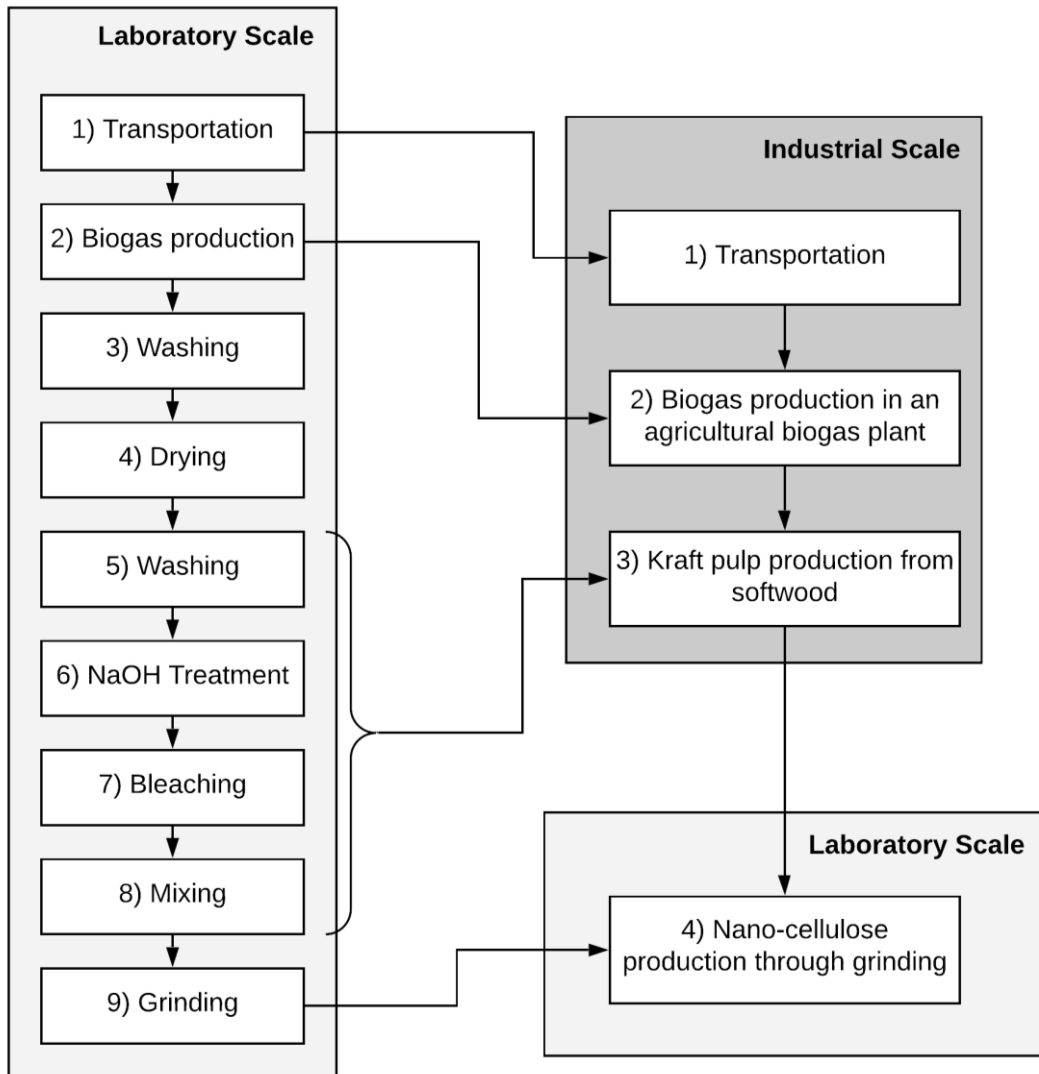 Laboratory Scale
1) Transportation
2) Biogas production
3) Washing
4) Drying
5) Washing
6) NaOH Treatment
7) Bleaching
8) Mixing
9) Grinding
Industrial Scale
1) Transportation
2) Biogas production in an
agricultural biogas plant
3) Kraft pulp production from
softwood
Laboratory Scale
4) Nano-cellulose
production through grinding